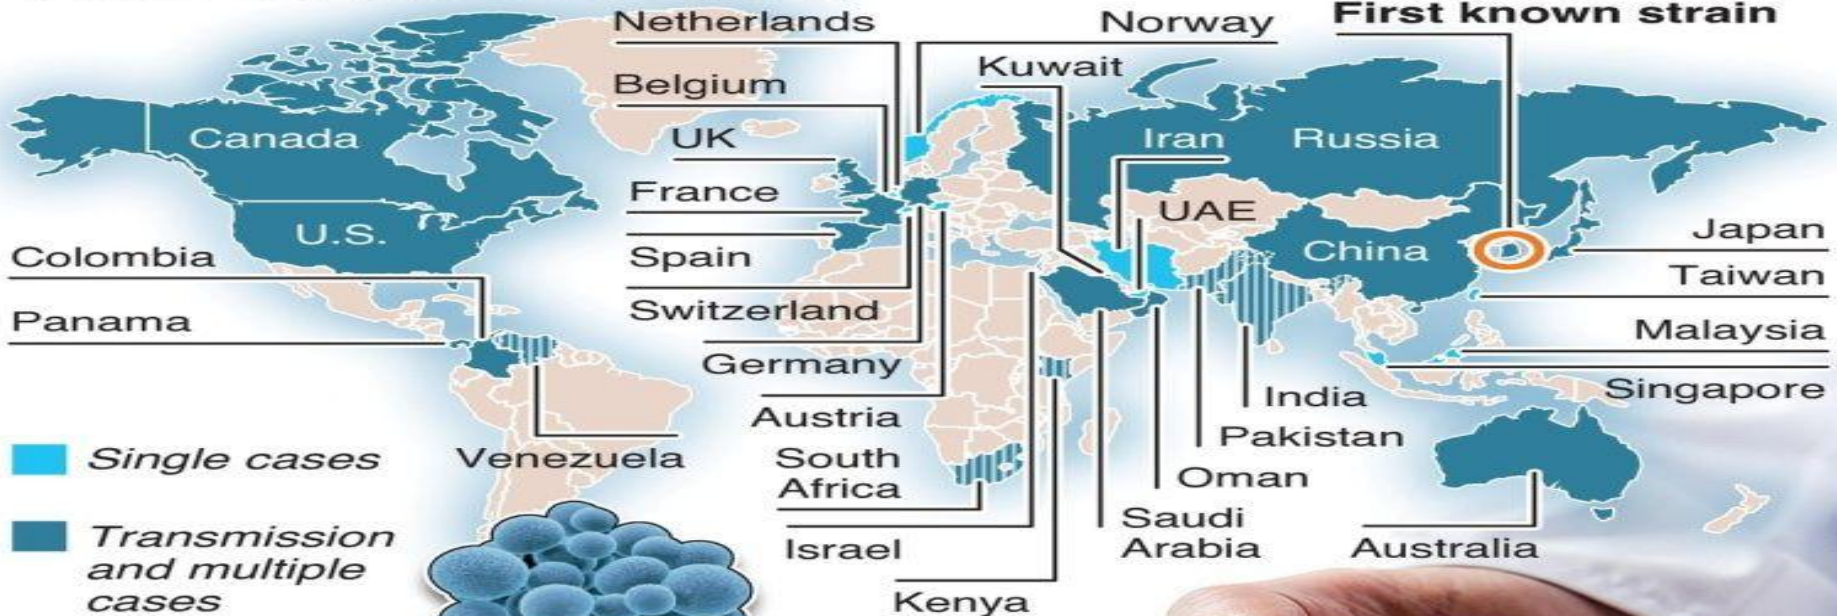 Netherlands
Norway
First known strain
Belgium
Kuwait
UK
Canada
Iran
Russia
France
UAE
U.S.
Japan
Colombia
Spain
China
Taiwan
Panama
Switzerland
Malaysia
Germany
Singapore
Austria
India
Pakistan
Single cases
Venezuela
South
Africa
Oman
Saudi
Arabia
Transmission
and multiple
cases
Israel
Australia
Kenya